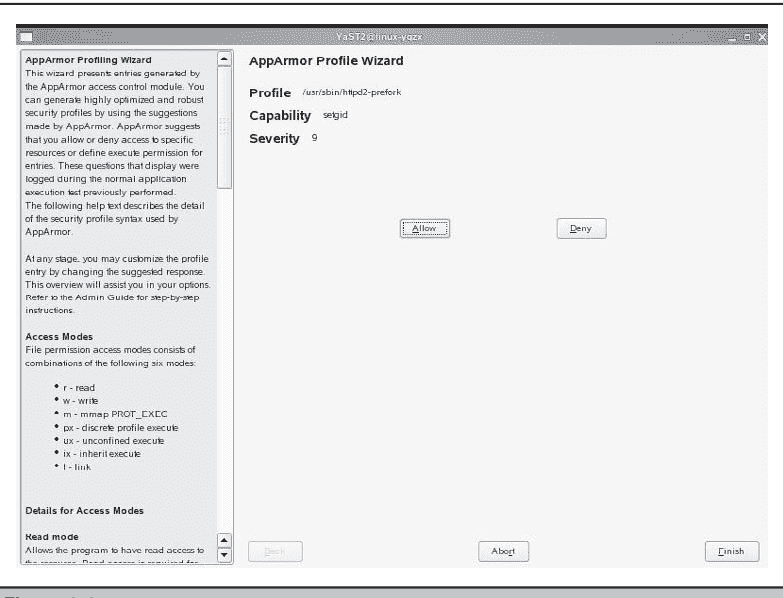 YaST2@linux-yqzx
AppArmor Profiling Wizard
This wizard presents entries generated by
the AppArmor access control module. You
can generate highly optimized and robust
security profiles by using the suggestions
made by AppArmor. AppArmor suggests
that you allow or deny access to specific
resources or define execute permission for
entries. These questions that display were
logged during the normal application
execution test previously performed.
The following help text describes the detail
of the security profile syntax used by
AppArmor.
At any stage, you may customize the profile
entry by changing the suggested response.
This overview will assist you in your options.
Refer to the Admin Guide for step-by-step
instructions.
Access Modes
File permission access modes consists of
combinations of the following six modes:
• r - read
• w - write
• m - mmap PROT_EXEC
• px - discrete profile execute
• ux - unconfined execute
• ix - inherit execute
• l - link
Details for Access Modes
Read mode
Allows the program to have read access to
the resource. Read access is required for
AppArmor Profile Wizard
Profile /usr/sbin/httpd2-prefork
Capability setgid
Severity 9
Allow
Deny
Back
Abort
Finish